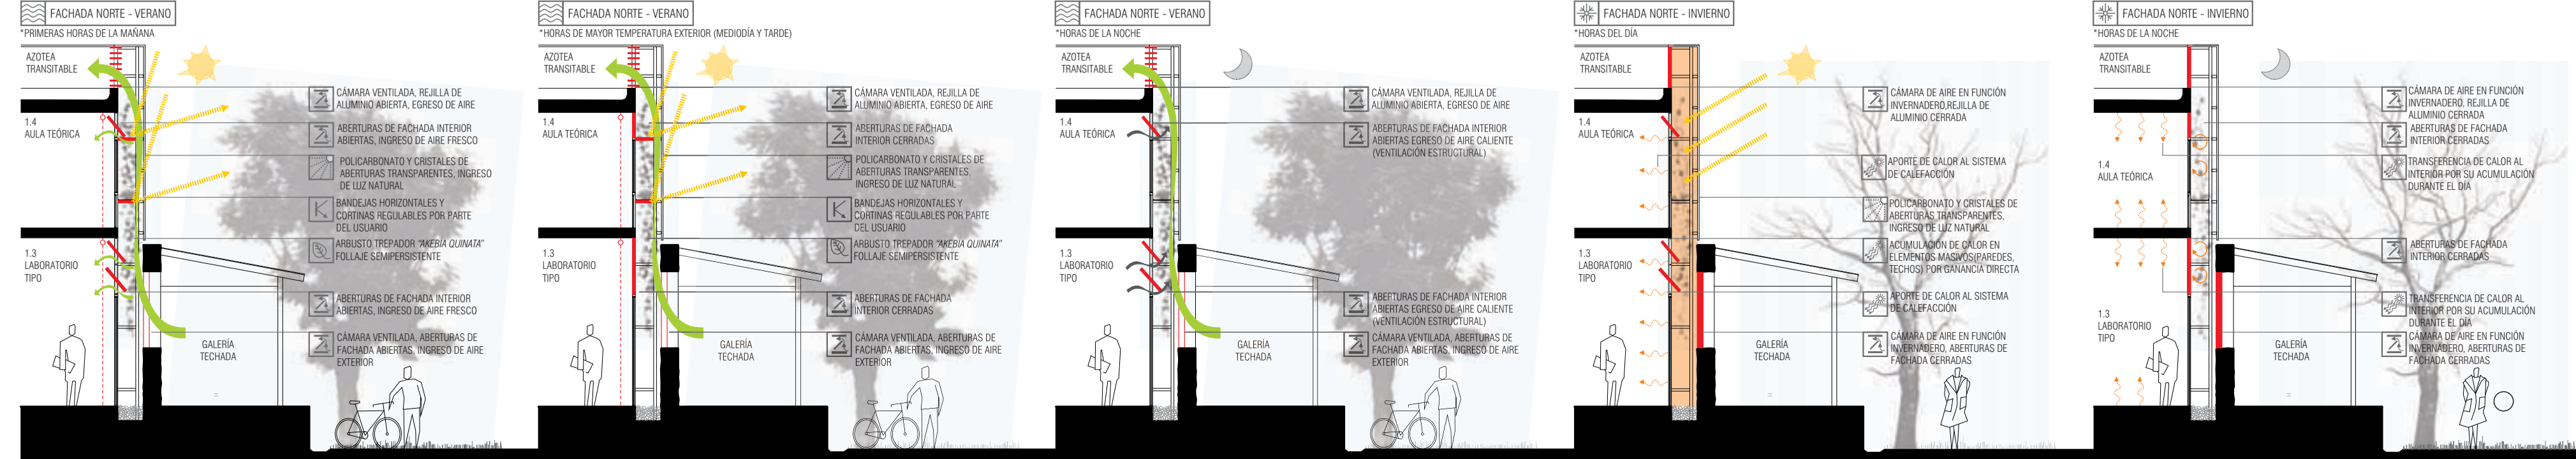 FACHADA NORTE - VERANO
*PRIMERAS HORAS DE LA MAÑANA
AZOTEA
TRANSITABLE
CÁMARA VENTILADA, REJILLA DE
ALUMINIO ABIERTA, EGRESO DE AIRE
1.4
AULA TEÓRICA
ABERTURAS DE FACHADA INTERIOR
ABIERTAS, INGRESO DE AIRE FRESCO
POLICARBONATO Y CRISTALES DE
ABERTURAS TRANSPARENTES, INGRESO
DE LUZ NATURAL
BANDEJAS HORIZONTALES Y
CORTINAS REGULABLES POR PARTE
DEL USUARIO
ARBUSTO TREPADOR "AKEBIA QUINATA"
FOLLAJE SEMIPERSISTENTE
1.3
LABORATORIO
TIPO
ABERTURAS DE FACHADA INTERIOR
ABIERTAS, INGRESO DE AIRE FRESCO
CÁMARA VENTILADA, ABERTURAS DE
FACHADA ABIERTAS, INGRESO DE AIRE
EXTERIOR
GALERÍA
TECHADA
FACHADA NORTE - VERANO
*HORAS DE MAYOR TEMPERATURA EXTERIOR (MEDIODÍA Y TARDE)
AZOTEA
TRANSITABLE
CÁMARA VENTILADA, REJILLA DE
ALUMINIO ABIERTA, EGRESO DE AIRE
1.4
AULA TEÓRICA
ABERTURAS DE FACHADA
INTERIOR CERRADAS
POLICARBONATO Y CRISTALES DE
ABERTURAS TRANSPARENTES,
INGRESO DE LUZ NATURAL
BANDEJAS HORIZONTALES Y
CORTINAS REGULABLES POR PARTE
DEL USUARIO
ARBUSTO TREPADOR "AKEBIA QUINATA"
FOLLAJE SEMIPERSISTENTE
1.3
LABORATORIO
TIPO
ABERTURAS DE FACHADA
INTERIOR CERRADAS
CÁMARA VENTILADA, ABERTURAS DE
FACHADA ABIERTAS, INGRESO DE AIRE
EXTERIOR
GALERÍA
TECHADA
FACHADA NORTE - VERANO
*HORAS DE LA NOCHE
AZOTEA
TRANSITABLE
CÁMARA VENTILADA, REJILLA DE
ALUMINIO ABIERTA, EGRESO DE AIRE
1.4
AULA TEÓRICA
ABERTURAS DE FACHADA INTERIOR
ABIERTAS EGRESO DE AIRE CALIENTE
(VENTILACIÓN ESTRUCTURAL)
1.3
LABORATORIO
TIPO
ABERTURAS DE FACHADA INTERIOR
ABIERTAS EGRESO DE AIRE CALIENTE
(VENTILACIÓN ESTRUCTURAL)
CÁMARA VENTILADA, ABERTURAS DE
FACHADA ABIERTAS, INGRESO DE AIRE
EXTERIOR
GALERÍA
TECHADA
FACHADA NORTE - INVIERNO
*HORAS DEL DÍA
AZOTEA
TRANSITABLE
CÁMARA DE AIRE EN FUNCIÓN
INVERNADERO,REJILLA DE
ALUMINIO CERRADA
1.4
AULA TEÓRICA
APORTE DE CALOR AL SISTEMA
DE CALEFACCIÓN
POLICARBONATO Y CRISTALES DE
ABERTURAS TRANSPARENTES,
INGRESO DE LUZ NATURAL
ACUMULACIÓN DE CALOR EN
ELEMENTOS MASIVOS(PAREDES,
TECHOS) POR GANANCIA DIRECTA
1.3
LABORATORIO
TIPO
APORTE DE CALOR AL SISTEMA
DE CALEFACCIÓN
CÁMARA DE AIRE EN FUNCIÓN
INVERNADERO, ABERTURAS DE
FACHADA CERRADAS
GALERÍA
TECHADA
FACHADA NORTE - INVIERNO
*HORAS DE LA NOCHE
AZOTEA
TRANSITABLE
CÁMARA DE AIRE EN FUNCIÓN
INVERNADERO, REJILLA DE
ALUMINIO CERRADA
ABERTURAS DE FACHADA
INTERIOR CERRADAS
1.4
AULA TEÓRICA
TRANSFERENCIA DE CALOR AL
INTERIOR POR SU ACUMULACIÓN
DURANTE EL DÍA
ABERTURAS DE FACHADA
INTERIOR CERRADAS
TRANSFERENCIA DE CALOR AL
INTERIOR POR SU ACUMULACIÓN
DURANTE EL DÍA
1.3
LABORATORIO
TIPO
CÁMARA DE AIRE EN FUNCIÓN
INVERNADERO, ABERTURAS DE
FACHADA CERRADAS
GALERÍA
TECHADA